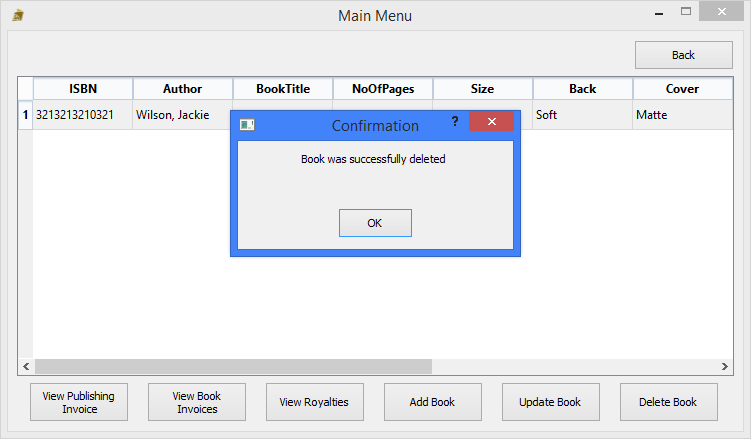 Main Menu
Back
ISBN Author BookTitle NoOfPages Size Back Cover
1 3213213210321 Wilson, Jackie Soft Matte
Confirmation ?
Book was successfully deleted
OK
View Publishing
Invoice
View Book
Invoices
View Royalties
Add Book
Update Book
Delete Book